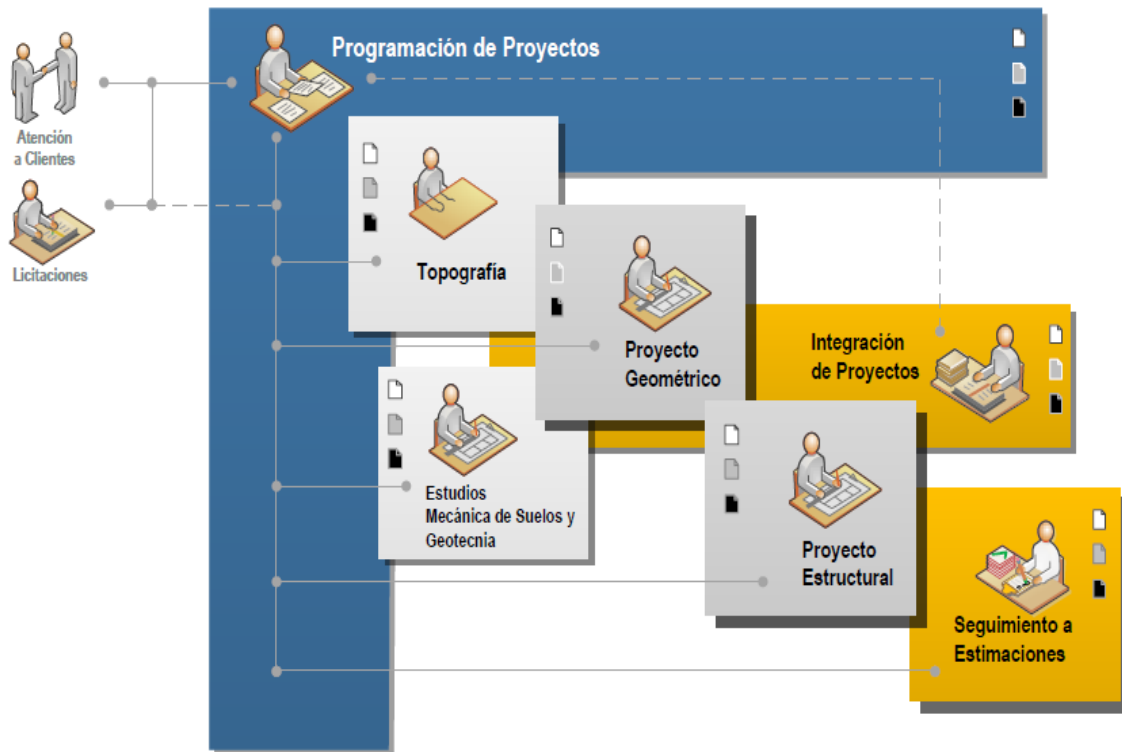 Programación de Proyectos
Atención
a Clientes
Licitaciones
Topografía
Proyecto
Geométrico
Integración
de Proyectos
Estudios
Mecánica de Suelos y
Geotecnia
Proyecto
Estructural
Seguimiento a
Estimaciones